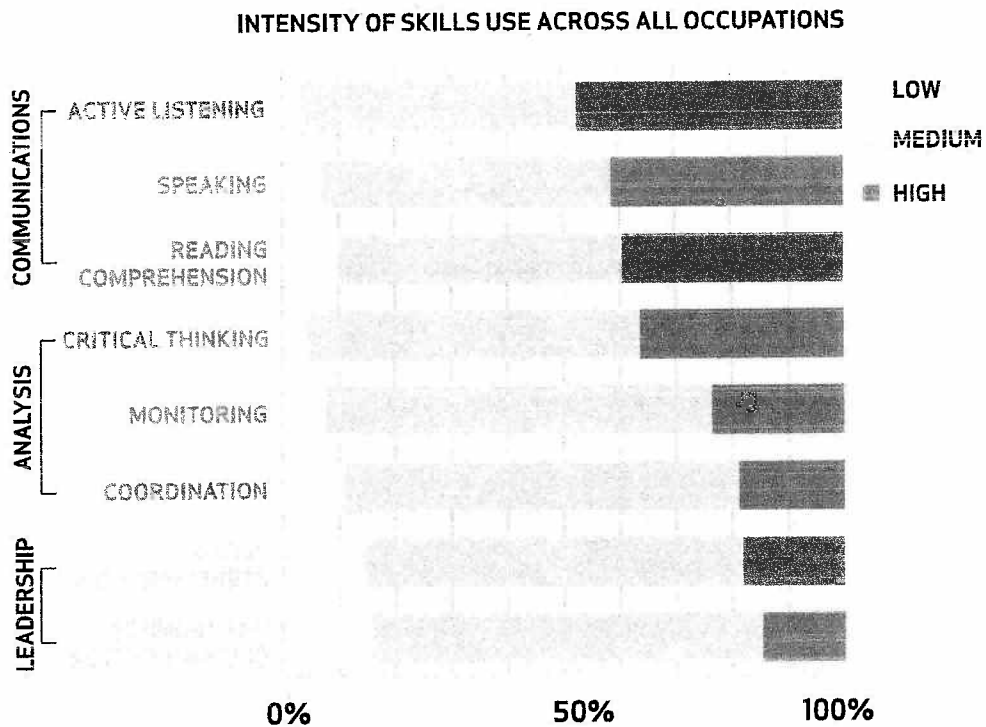 INTENSITY OF SKILLS USE ACROSS ALL OCCUPATIONS
COMMUNICATIONS
ACTIVE LISTENING
SPEAKING
READING
COMPREHENSION
ANALYSIS
CRITICAL THINKING
MONITORING
COORDINATION
LEADERSHIP
LOW
MEDIUM
HIGH
0% 50% 100%